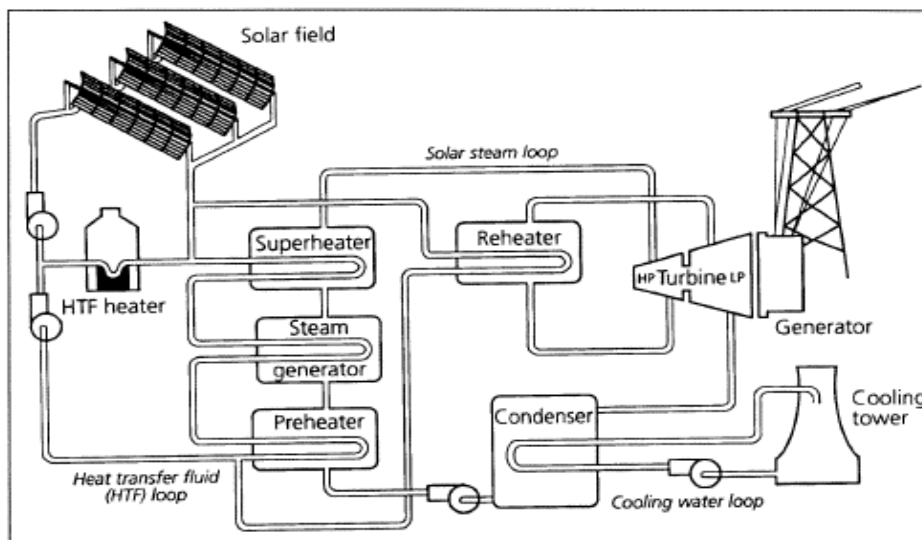 Solar field
Solar steam loop
Superheater
Reheater
HP Turbine LP
HTF heater
Steam
generator
Generator
Preheater
Condenser
Cooling
tower
Heat transfer fluid
(HTF) loop
Cooling water loop